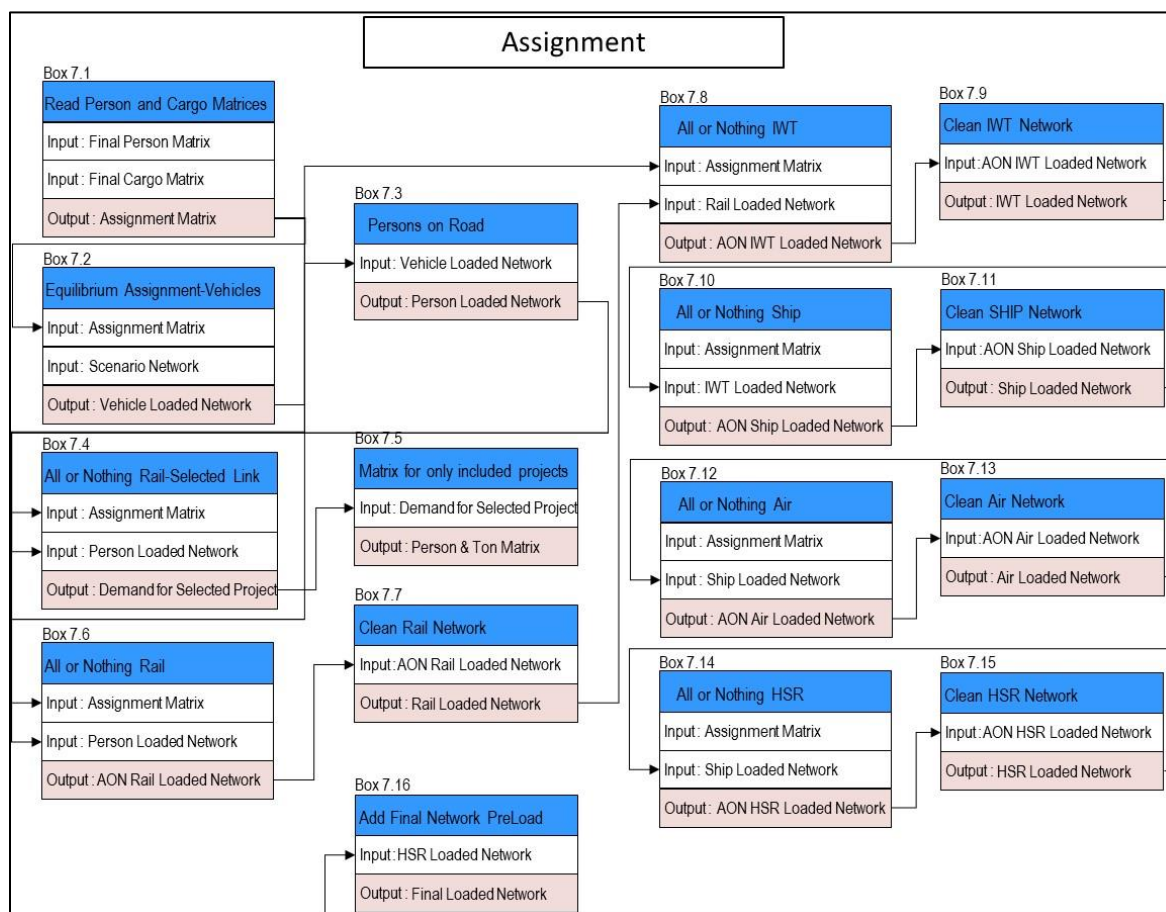 Assignment
Box 7.1
Read Person and Cargo Matrices
Input : Final Person Matrix
Input : Final Cargo Matrix
Output : Assignment Matrix
Box 7.2
Equilibrium Assignment-Vehicles
Input : Assignment Matrix
Input : Scenario Network
Output : Vehicle Loaded Network
Box 7.3
Persons on Road
Input : Vehicle Loaded Network
Output : Person Loaded Network
Box 7.4
All or Nothing Rail-Selected Link
Input : Assignment Matrix
Input : Person Loaded Network
Output : Demand for Selected Project
Box 7.5
Matrix for only included projects
Input : Demand for Selected Project
Output : Person & Ton Matrix
Box 7.6
All or Nothing Rail
Input : Assignment Matrix
Input : Person Loaded Network
Output : AON Rail Loaded Network
Box 7.7
Clean Rail Network
Input : AON Rail Loaded Network
Output : Rail Loaded Network
Box 7.8
All or Nothing IWT
Input : Assignment Matrix
Input : Rail Loaded Network
Output : AON IWT Loaded Network
Box 7.9
Clean IWT Network
Input : AON IWT Loaded Network
Output : IWT Loaded Network
Box 7.10
All or Nothing Ship
Input : Assignment Matrix
Input : IWT Loaded Network
Output : AON Ship Loaded Network
Box 7.11
Clean SHIP Network
Input : AON Ship Loaded Network
Output : Ship Loaded Network
Box 7.12
All or Nothing Air
Input : Assignment Matrix
Input : Ship Loaded Network
Output : AON Air Loaded Network
Box 7.13
Clean Air Network
Input : AON Air Loaded Network
Output : Air Loaded Network
Box 7.14
All or Nothing HSR
Input : Assignment Matrix
Input : Ship Loaded Network
Output : AON HSR Loaded Network
Box 7.15
Clean HSR Network
Input : AON HSR Loaded Network
Output : HSR Loaded Network
Box 7.16
Add Final Network PreLoad
Input : HSR Loaded Network
Output : Final Loaded Network